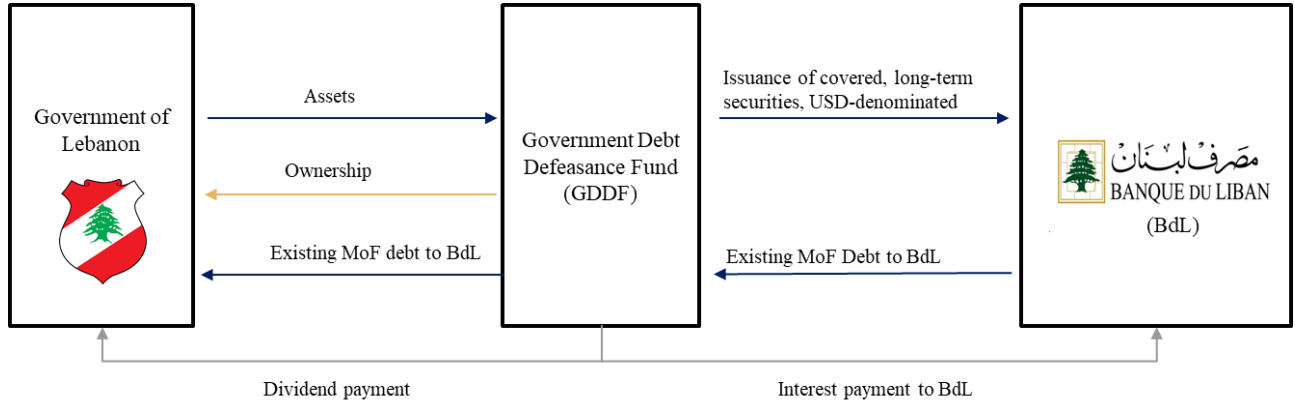 Government of
Lebanon
Assets
Ownership
Existing MoF debt to BdL
Government Debt
Defeasance Fund
(GDDF)
Issuance of covered, long-term
securities, USD-denominated
Existing MoF Debt to BdL
مصرف لبنان
BANQUE DU LIBAN
(BdL)
Dividend payment
Interest payment to BdL